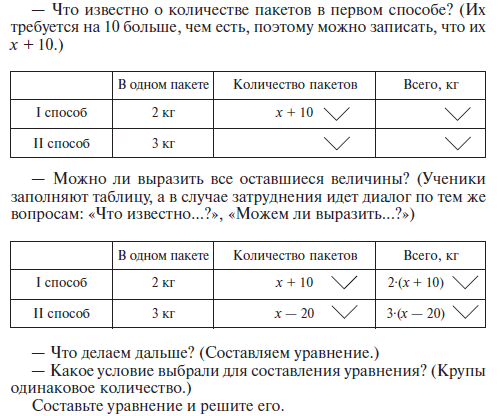 — Что известно о количестве пакетов в первом способе? (Их
требуется на 10 больше, чем есть, поэтому можно записать, что их
x + 10.)
В одном пакете Количество пакетов Всего, кг
I способ 2 кг x + 10
II способ 3 кг
— Можно ли выразить все оставшиеся величины? (Ученики
заполняют таблицу, а в случае затруднения идет диалог по тем же
вопросам: «Что известно...?», «Можем ли выразить...?»)
В одном пакете Количество пакетов Всего, кг
I способ 2 кг x + 10 2·(x + 10)
II способ 3 кг x — 20 3·(x — 20)
— Что делаем дальше? (Составляем уравнение.)
— Какое условие выбрали для составления уравнения? (Крупы
одинаковое количество.)
Составьте уравнение и решите его.